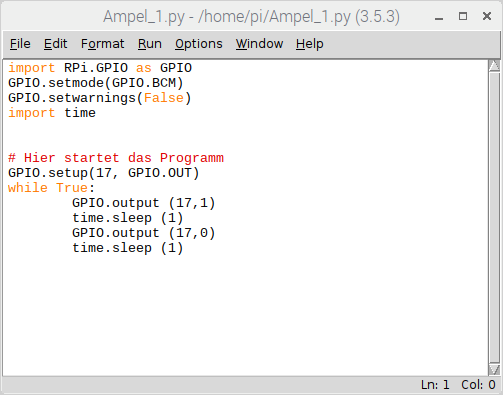 Ampel_1.py - /home/pi/Ampel_1.py (3.5.3)
File Edit Format Run Options Window Help
import RPi.GPIO as GPIO
GPIO.setmode(GPIO.BCM)
GPIO.setwarnings(False)
import time
# Hier startet das Programm
GPIO.setup(17, GPIO.OUT)
while True:
        GPIO.output (17,1)
        time.sleep (1)
        GPIO.output (17,0)
        time.sleep (1)
Ln: 1 Col: 0